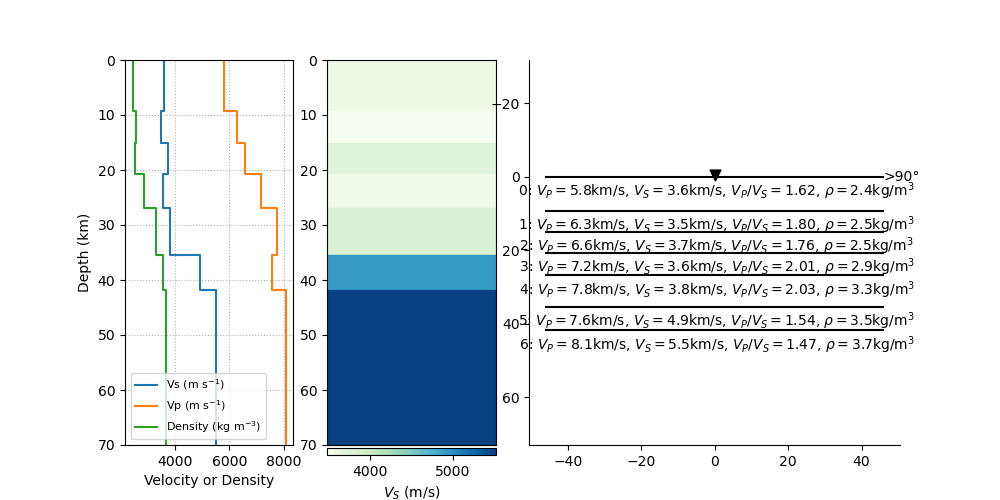 0
10
20
30
40
50
60
70
Depth (km)
4000 6000 8000
Velocity or Density
Vs (m s⁻¹)
Vp (m s⁻¹)
Density (kg m⁻³)
0
10
20
30
40
50
60
70
4000 5000
V_S (m/s)
−20
0
20
40
60
−40 −20 0 20 40
>90°
0: V_P = 5.8km/s, V_S = 3.6km/s, V_P/V_S = 1.62, ρ = 2.4kg/m³
1: V_P = 6.3km/s, V_S = 3.5km/s, V_P/V_S = 1.80, ρ = 2.5kg/m³
2: V_P = 6.6km/s, V_S = 3.7km/s, V_P/V_S = 1.76, ρ = 2.5kg/m³
3: V_P = 7.2km/s, V_S = 3.6km/s, V_P/V_S = 2.01, ρ = 2.9kg/m³
4: V_P = 7.8km/s, V_S = 3.8km/s, V_P/V_S = 2.03, ρ = 3.3kg/m³
5: V_P = 7.6km/s, V_S = 4.9km/s, V_P/V_S = 1.54, ρ = 3.5kg/m³
6: V_P = 8.1km/s, V_S = 5.5km/s, V_P/V_S = 1.47, ρ = 3.7kg/m³